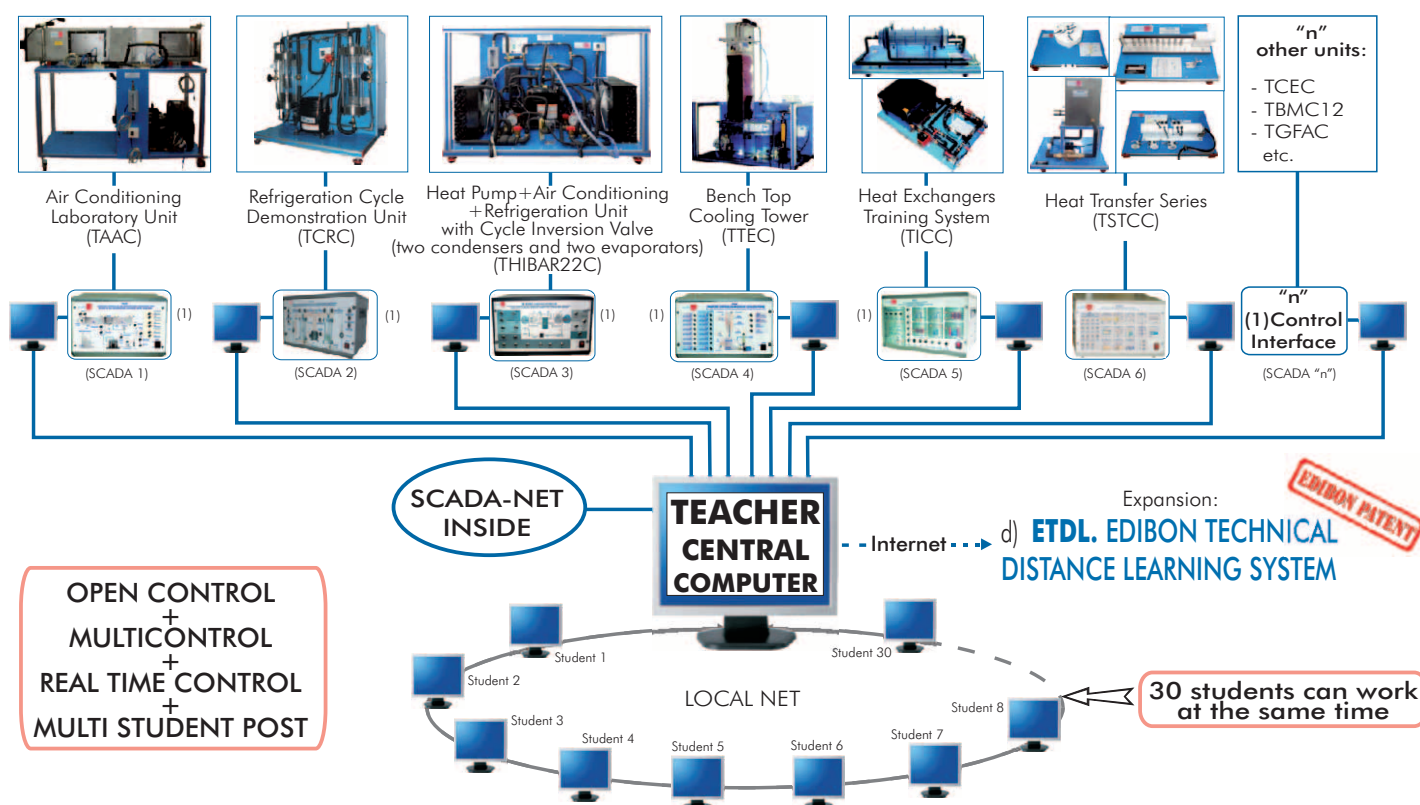 “n”
other units:
- TCEC
- TBMC12
- TGFAC
etc.
Air Conditioning
Laboratory Unit
(TAAC)
Refrigeration Cycle
Demonstration Unit
(TCRC)
Heat Pump+Air Conditioning
+Refrigeration Unit
with Cycle Inversion Valve
(two condensers and two evaporators)
(THIBAR22C)
Bench Top
Cooling Tower
(TTEC)
Heat Exchangers
Training System
(TICC)
Heat Transfer Series
(TSTCC)
(1)
(1)
(1)
(1)
(1)
“n”
(1)Control
Interface
(SCADA 1)
(SCADA 2)
(SCADA 3)
(SCADA 4)
(SCADA 5)
(SCADA 6)
(SCADA “n”)
SCADA-NET
INSIDE
TEACHER
CENTRAL
COMPUTER
Internet
Expansion:
d) ETDL. EDIBON TECHNICAL
DISTANCE LEARNING SYSTEM
EDIBON PATENT
OPEN CONTROL
+
MULTICONTROL
+
REAL TIME CONTROL
+
MULTI STUDENT POST
Student 1
Student 2
Student 3
Student 4
Student 5
Student 6
Student 7
Student 8
Student 30
LOCAL NET
30 students can work
at the same time